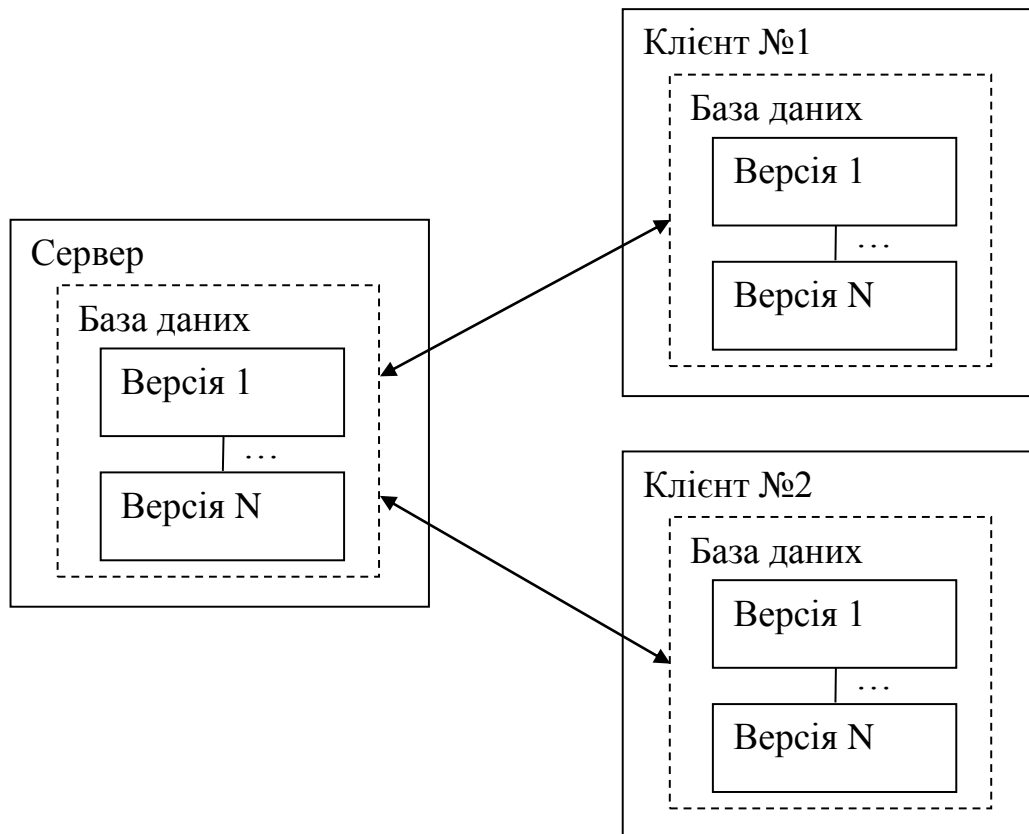 Клієнт №1
База даних
Версія 1
...
Версія N
Сервер
База даних
Версія 1
...
Версія N
Клієнт №2
База даних
Версія 1
...
Версія N